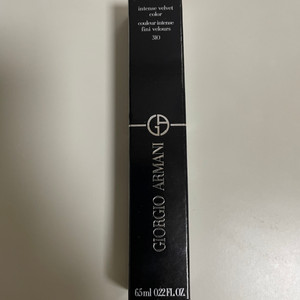 intense velvet
color
couleur intense
fini velours
310
GIORGIO ARMANI
6.5 ml 0.22 FL. OZ.